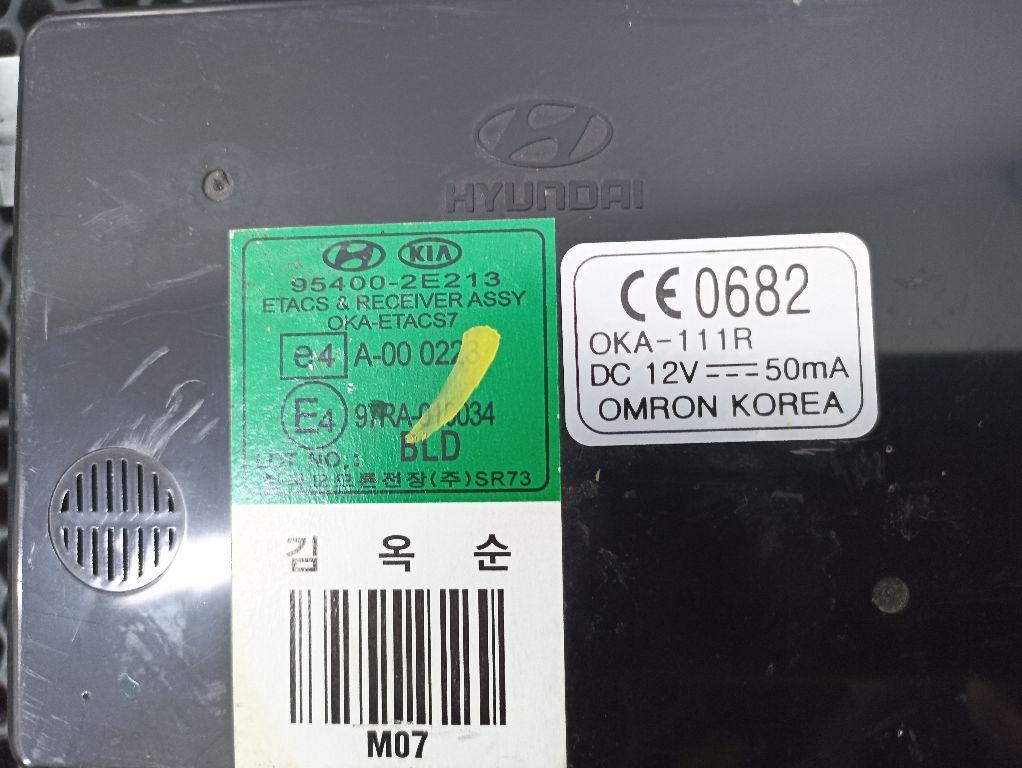 HYUNDAI
KIA
95400-2E213
ETACS & RECEIVER ASSY
OKA-ETACS7
e4 A-00
E4
BLD
LOT NO.:
SR73
김 옥 순
M07
CE 0682
OKA-111R
DC 12V 50mA
OMRON KOREA